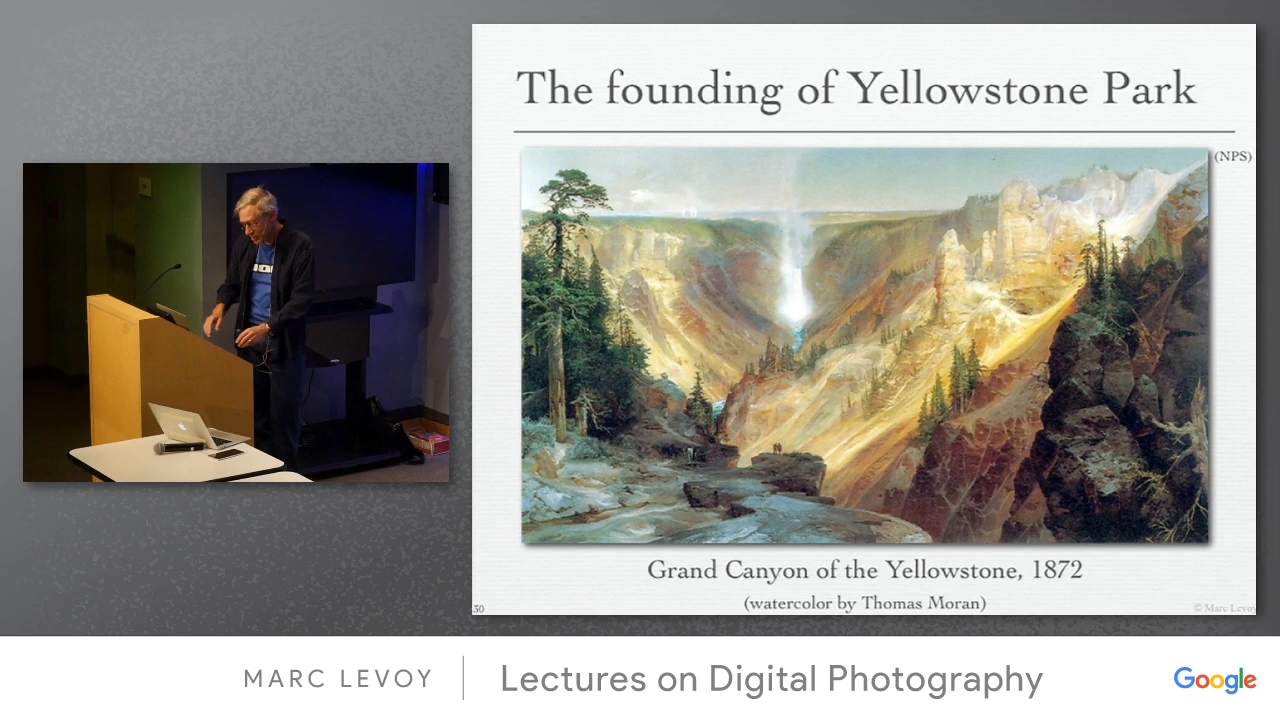 The founding of Yellowstone Park
(NPS)
Grand Canyon of the Yellowstone, 1872
(watercolor by Thomas Moran)
30
© Marc Levoy
MARC LEVOY
Lectures on Digital Photography
Google